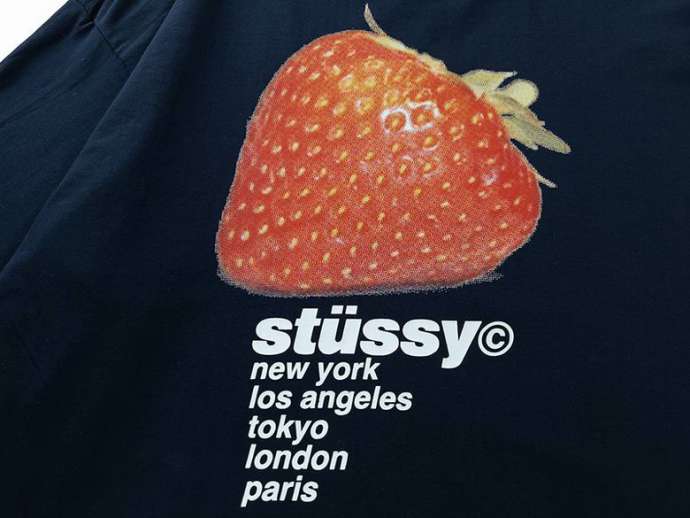 stüssy©
new york
los angeles
tokyo
london
paris